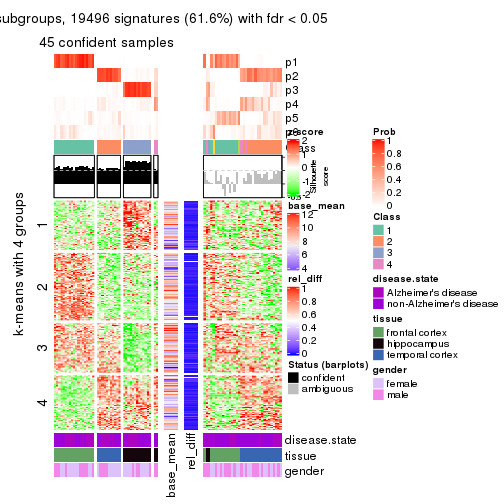 subgroups, 19496 signatures (61.6%) with fdr < 0.05
45 confident samples
p1
p2
p3
p4
p5
Class
z-score
2
1
0
-1
-2
Silhouette
score
base_mean
12
10
8
6
4
rel_diff
1
0.8
0.6
0.4
0.2
0
Status (barplots)
confident
ambiguous
Prob
1
0.8
0.6
0.4
0.2
0
Class
1
2
3
4
disease.state
Alzheimer's disease
non-Alzheimer's disease
tissue
frontal cortex
hippocampus
temporal cortex
gender
female
male
k-means with 4 groups
1
2
3
4
disease.state
tissue
gender
base_mean
rel_diff